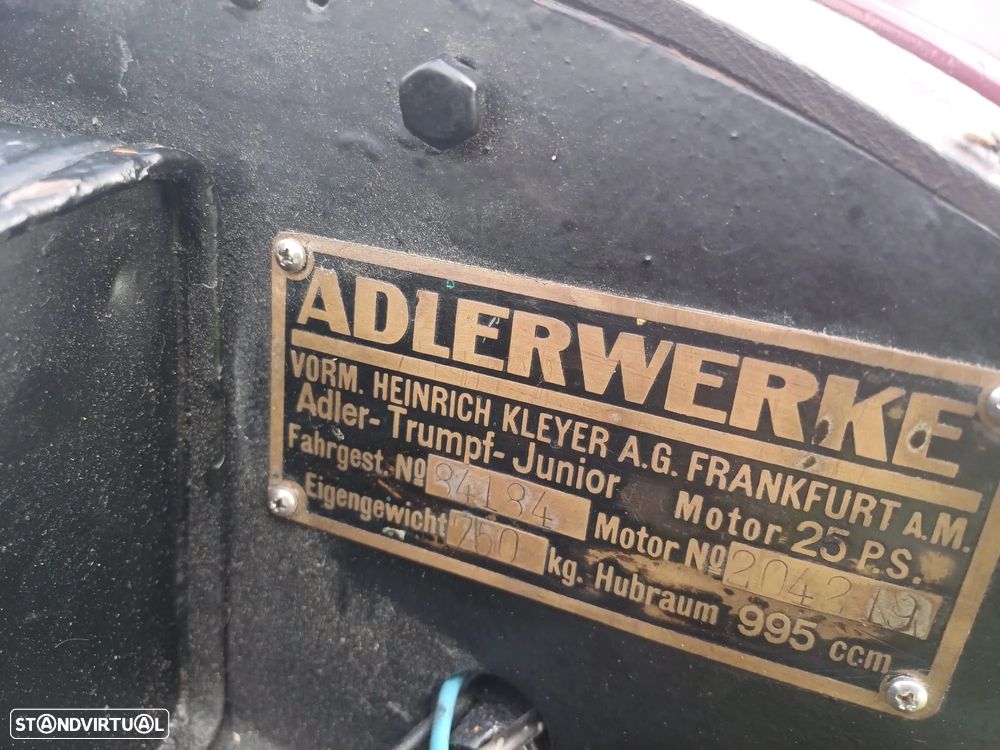 ADLERWERKE
VORM. HEINRICH KLEYER A.G. FRANKFURT A.M.
Adler-Trumpf-Junior Motor 25 P.S.
Fahrgest. No 84184 Motor No
Eigengewicht 750 kg. Hubraum 995 ccm
STANDVIRTUAL